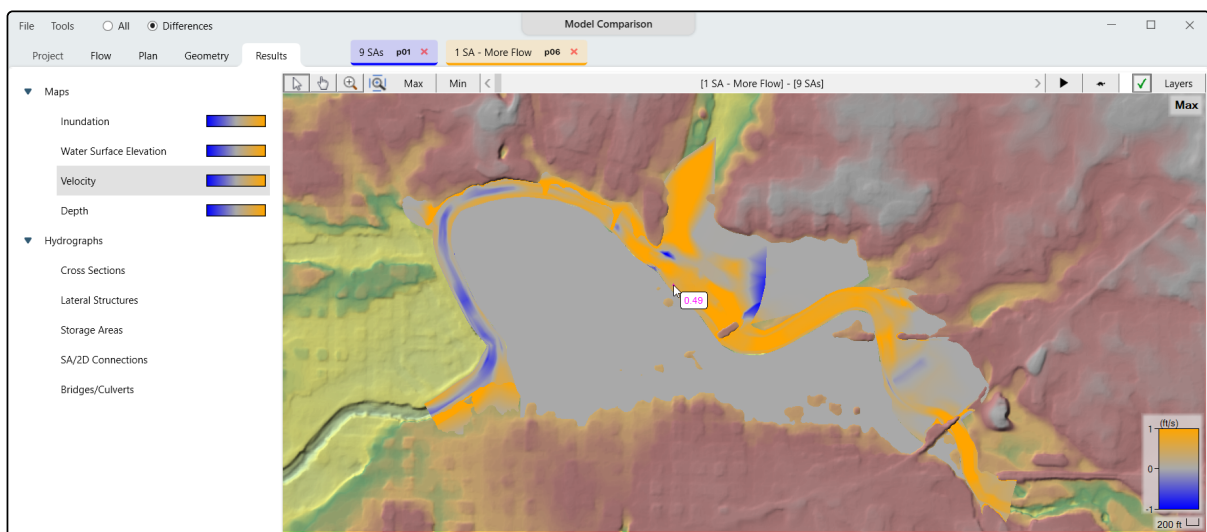 File Tools All Differences Model Comparison
Project Flow Plan Geometry Results 9 SAs p01 1 SA - More Flow p06
Max Min [1 SA - More Flow] - [9 SAs] Layers
Maps
Max
Inundation
Water Surface Elevation
Velocity
Depth
Hydrographs
Cross Sections
0.49
Lateral Structures
Storage Areas
SA/2D Connections
Bridges/Culverts
(ft/s)
1
0
-1
200 ft